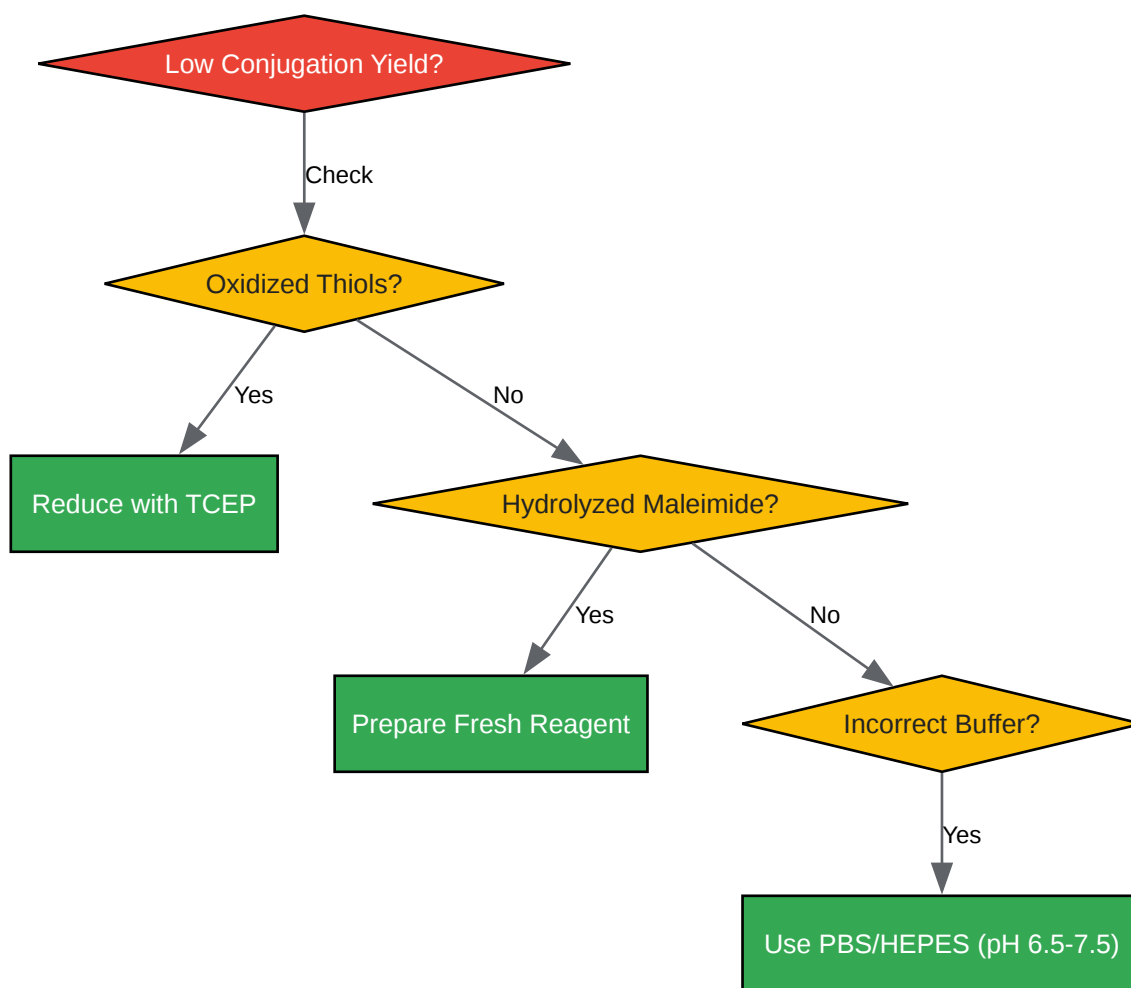 Low Conjugation Yield?
Check
Oxidized Thiols?
Yes
No
Reduce with TCEP
Hydrolyzed Maleimide?
Yes
No
Prepare Fresh Reagent
Incorrect Buffer?
Yes
Use PBS/HEPES (pH 6.5-7.5)